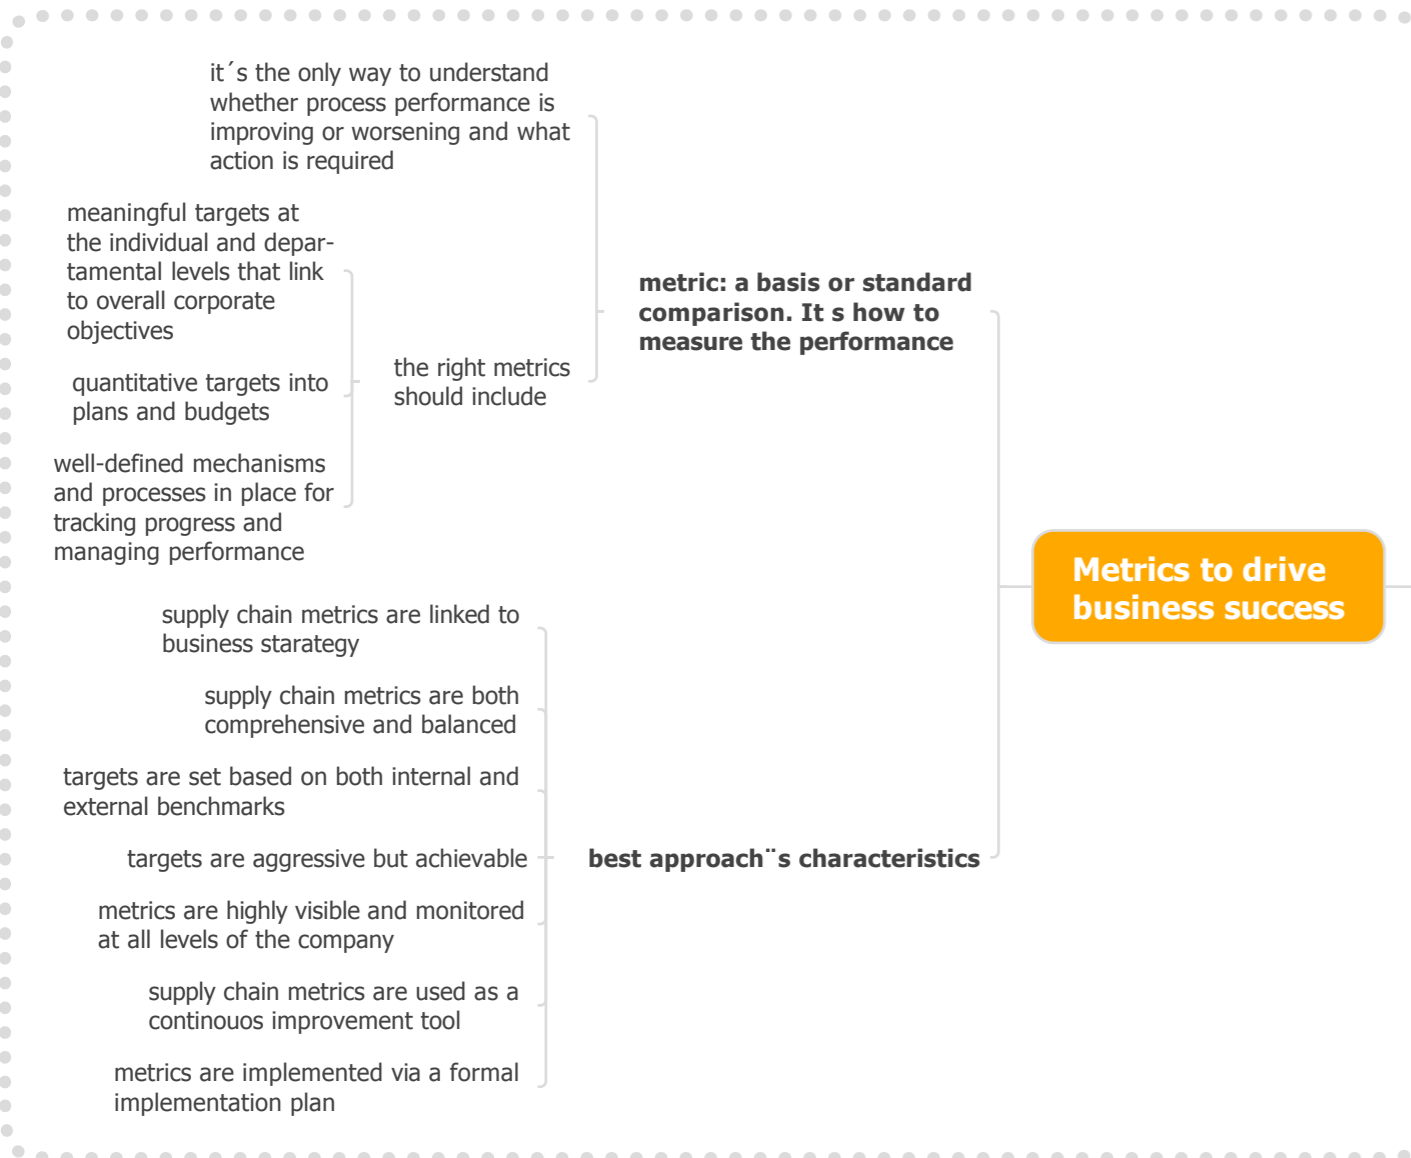 it´s the only way to understand
whether process performance is
improving or worsening and what
action is required
meaningful targets at
the individual and depar-
tamental levels that link
to overall corporate
objectives
quantitative targets into
plans and budgets
well-defined mechanisms
and processes in place for
tracking progress and
managing performance
the right metrics
should include
metric: a basis or standard
comparison. It s how to
measure the performance
supply chain metrics are linked to
business starategy
supply chain metrics are both
comprehensive and balanced
targets are set based on both internal and
external benchmarks
targets are aggressive but achievable
metrics are highly visible and monitored
at all levels of the company
supply chain metrics are used as a
continouos improvement tool
metrics are implemented via a formal
implementation plan
best approach¨s characteristics
Metrics to drive
business success